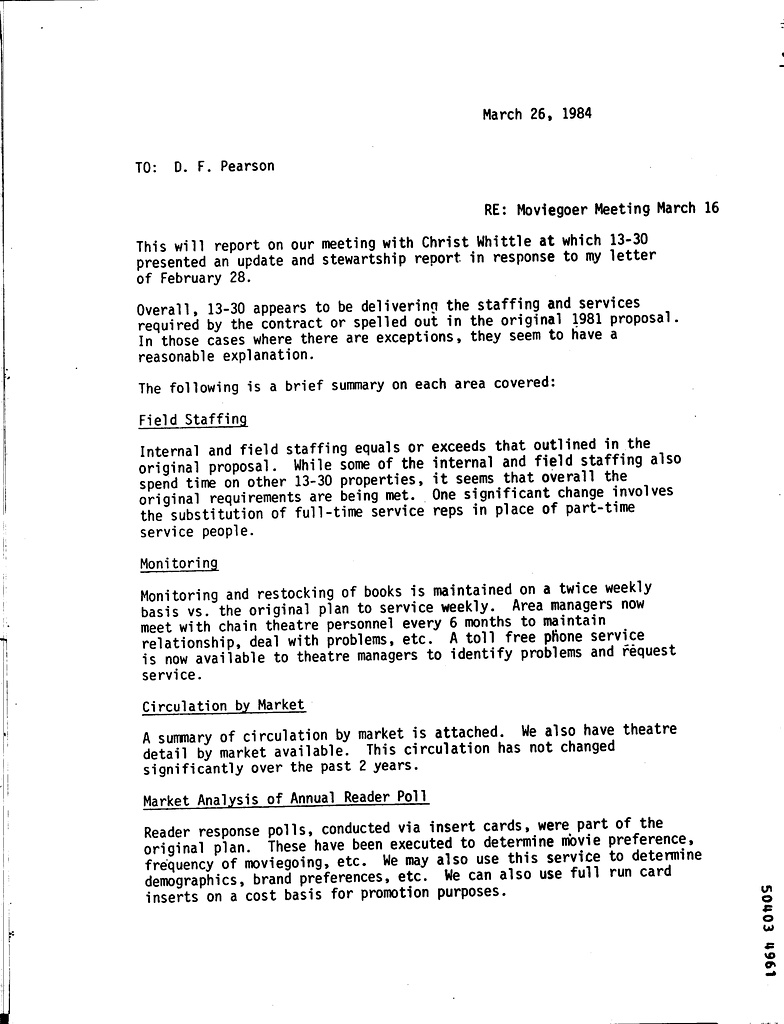 March 26, 1984
TO: D. F. Pearson
RE: Moviegoer Meeting March 16
This will report on our meeting with Christ Whittle at which 13-30
presented an update and stewartship report in response to my letter
of February 28.
Overall, 13-30 appears to be delivering the staffing and services
required by the contract or spelled out in the original 1981 proposal.
In those cases where there are exceptions, they seem to have a
reasonable explanation.
The following is a brief summary on each area covered:
Field Staffing
Internal and field staffing equals or exceeds that outlined in the
original proposal. While some of the internal and field staffing also
spend time on other 13-30 properties, it seems that overall the
original requirements are being met. One significant change involves
the substitution of full-time service reps in place of part-time
service people.
Monitoring
Monitoring and restocking of books is maintained on a twice weekly
basis vs. the original plan to service weekly. Area managers now
meet with chain theatre personnel every 6 months to maintain
relationship, deal with problems, etc. A toll free phone service
is now available to theatre managers to identify problems and request
service.
Circulation by Market
A summary of circulation by market is attached. We also have theatre
detail by market available. This circulation has not changed
significantly over the past 2 years.
Market Analysis of Annual Reader Poll
Reader response polls, conducted via insert cards, were part of the
original plan. These have been executed to determine movie preference,
frequency of moviegoing, etc. We may also use this service to determine
demographics, brand preferences, etc. We can also use full run card
inserts on a cost basis for promotion purposes.
50403 4961